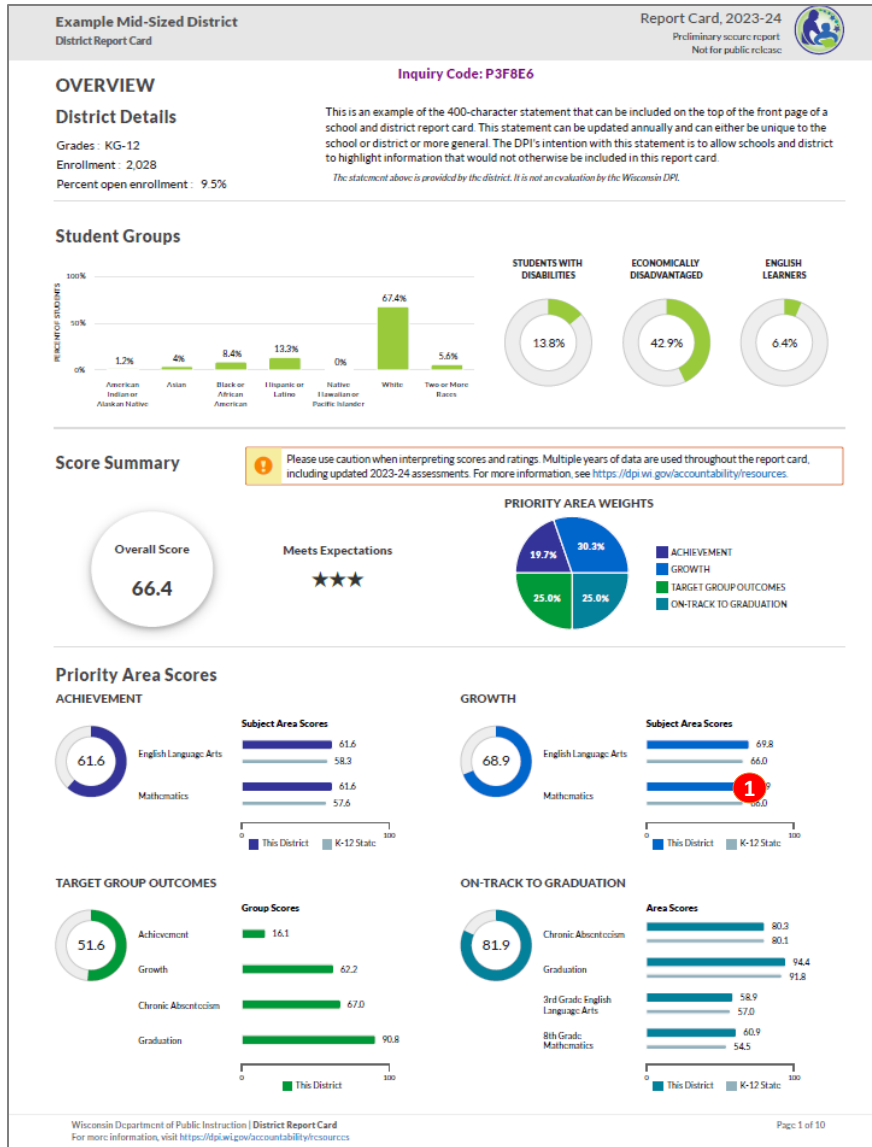 Example Mid-Sized District
District Report Card
Report Card, 2023-24
Preliminary secure report
Not for public release
OVERVIEW
Inquiry Code: P3F8E6
District Details
Grades : KG-12
Enrollment : 2,028
Percent open enrollment : 9.5%
This is an example of the 400-character statement that can be included on the top of the front page of a
school and district report card. This statement can be updated annually and can either be unique to the
school or district or more general. The DPI's intention with this statement is to allow schools and district
to highlight information that would not otherwise be included in this report card.
The statement above is provided by the district. It is not an evaluation by the Wisconsin DPI.
Student Groups
PERCENT OF STUDENTS
100%
50%
0%
1.2%
4%
8.4%
13.3%
0%
67.4%
5.6%
American Indian or Alaskan Native
Asian
Black or African American
Hispanic or Latino
Native Hawaiian or Pacific Islander
White
Two or More Races
STUDENTS WITH
DISABILITIES
13.8%
ECONOMICALLY
DISADVANTAGED
42.9%
ENGLISH
LEARNERS
6.4%
Score Summary
Please use caution when interpreting scores and ratings. Multiple years of data are used throughout the report card,
including updated 2023-24 assessments. For more information, see https://dpi.wi.gov/accountability/resources.
Overall Score
66.4
Meets Expectations
★★★
PRIORITY AREA WEIGHTS
19.7%
30.3%
25.0%
25.0%
ACHIEVEMENT
GROWTH
TARGET GROUP OUTCOMES
ON-TRACK TO GRADUATION
Priority Area Scores
ACHIEVEMENT
61.6
Subject Area Scores
English Language Arts
61.6
58.3
Mathematics
61.6
57.6
0
100
This District
K-12 State
GROWTH
68.9
Subject Area Scores
English Language Arts
69.8
66.0
Mathematics
1
0
100
This District
K-12 State
TARGET GROUP OUTCOMES
51.6
Group Scores
Achievement
16.1
Growth
62.2
Chronic Absenteeism
67.0
Graduation
90.8
0
100
This District
ON-TRACK TO GRADUATION
81.9
Area Scores
Chronic Absenteeism
80.3
80.1
Graduation
94.4
91.8
3rd Grade English
Language Arts
58.9
57.0
8th Grade
Mathematics
60.9
54.5
0
100
This District
K-12 State
Wisconsin Department of Public Instruction | District Report Card
For more information, visit https://dpi.wi.gov/accountability/resources
Page 1 of 10